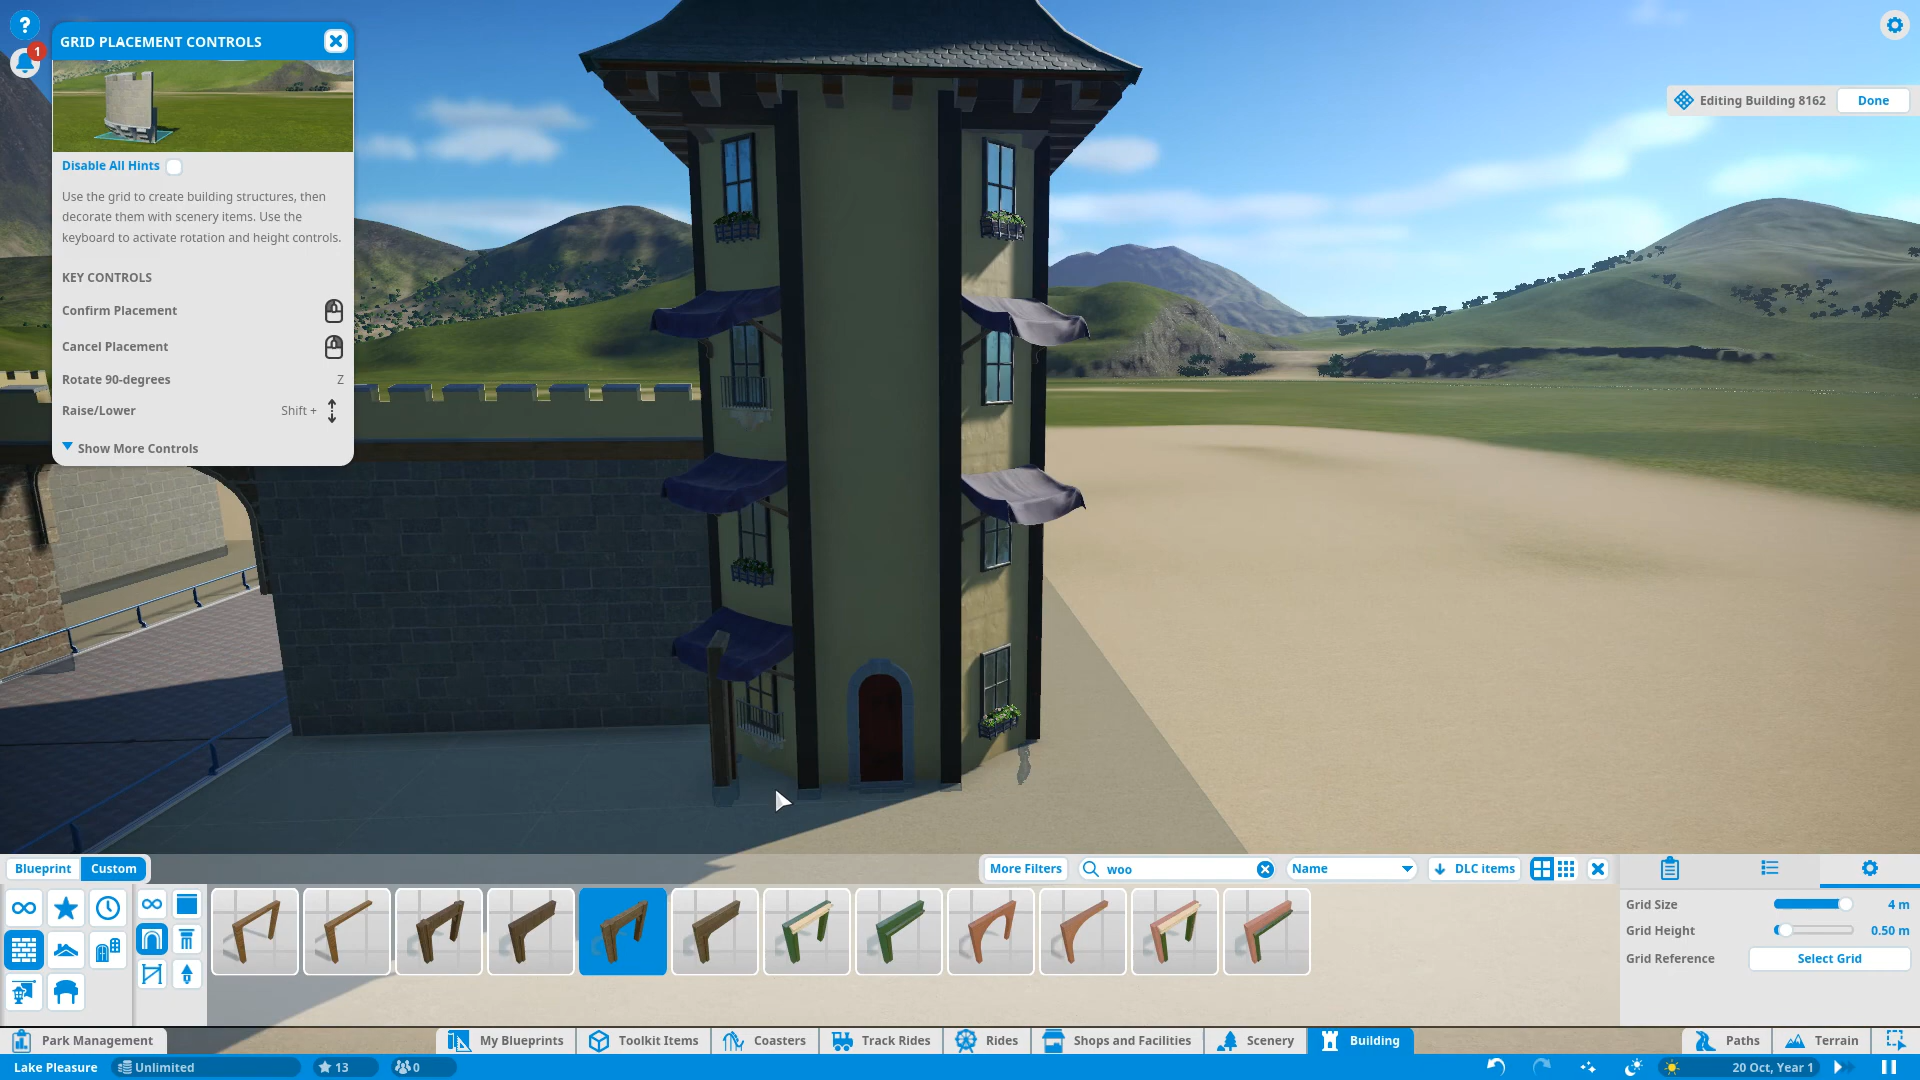 ?
1
GRID PLACEMENT CONTROLS
Disable All Hints
Use the grid to create building structures, then
decorate them with scenery items. Use the
keyboard to activate rotation and height controls.
KEY CONTROLS
Confirm Placement
Cancel Placement
Rotate 90-degrees Z
Raise/Lower Shift +
Show More Controls
Editing Building 8162 Done
Blueprint Custom
More Filters woo Name DLC items
Grid Size 4 m
Grid Height 0.50 m
Grid Reference Select Grid
Park Management My Blueprints Toolkit Items Coasters Track Rides Rides Shops and Facilities Scenery Building Paths Terrain
Lake Pleasure Unlimited 13 0 20 Oct, Year 1